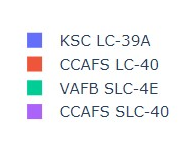 KSC LC-39A
CCAFS LC-40
VAFB SLC-4E
CCAFS SLC-40